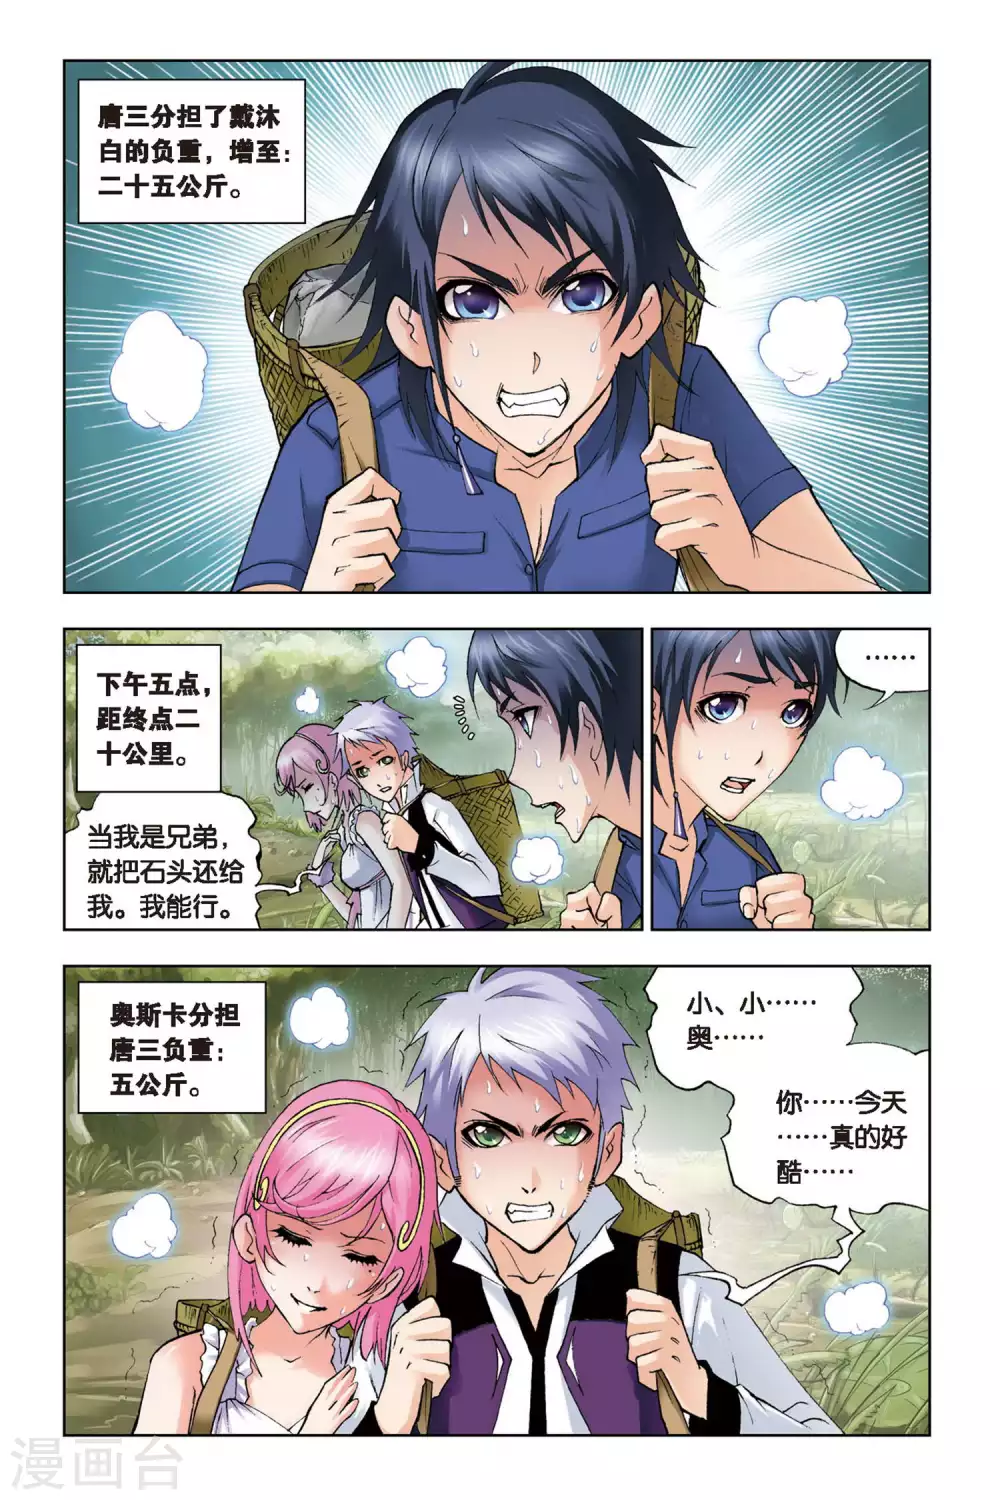 唐三分担了戴沐
白的负重，增至：
二十五公斤。
下午五点，
距终点二
十公里。
当我是兄弟，
就把石头还给
我。我能行。
……
奥斯卡分担
唐三负重：
五公斤。
小、小……
奥……
你……今天
……真的好
酷……
漫画台